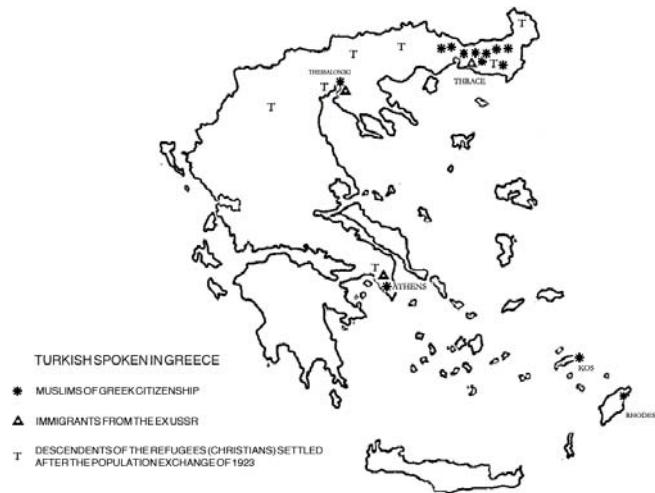 T
T
T
THESSALONIKI
T
T
THRACE
T
T
ATHENS
KOS
RHODES
TURKISH SPOKEN IN GREECE
MUSLIMS OF GREEK CITIZENSHIP
IMMIGRANTS FROM THE EX USSR
T DESCENDENTS OF THE REFUGEES (CHRISTIANS) SETTLED
AFTER THE POPULATION EXCHANGE OF 1923